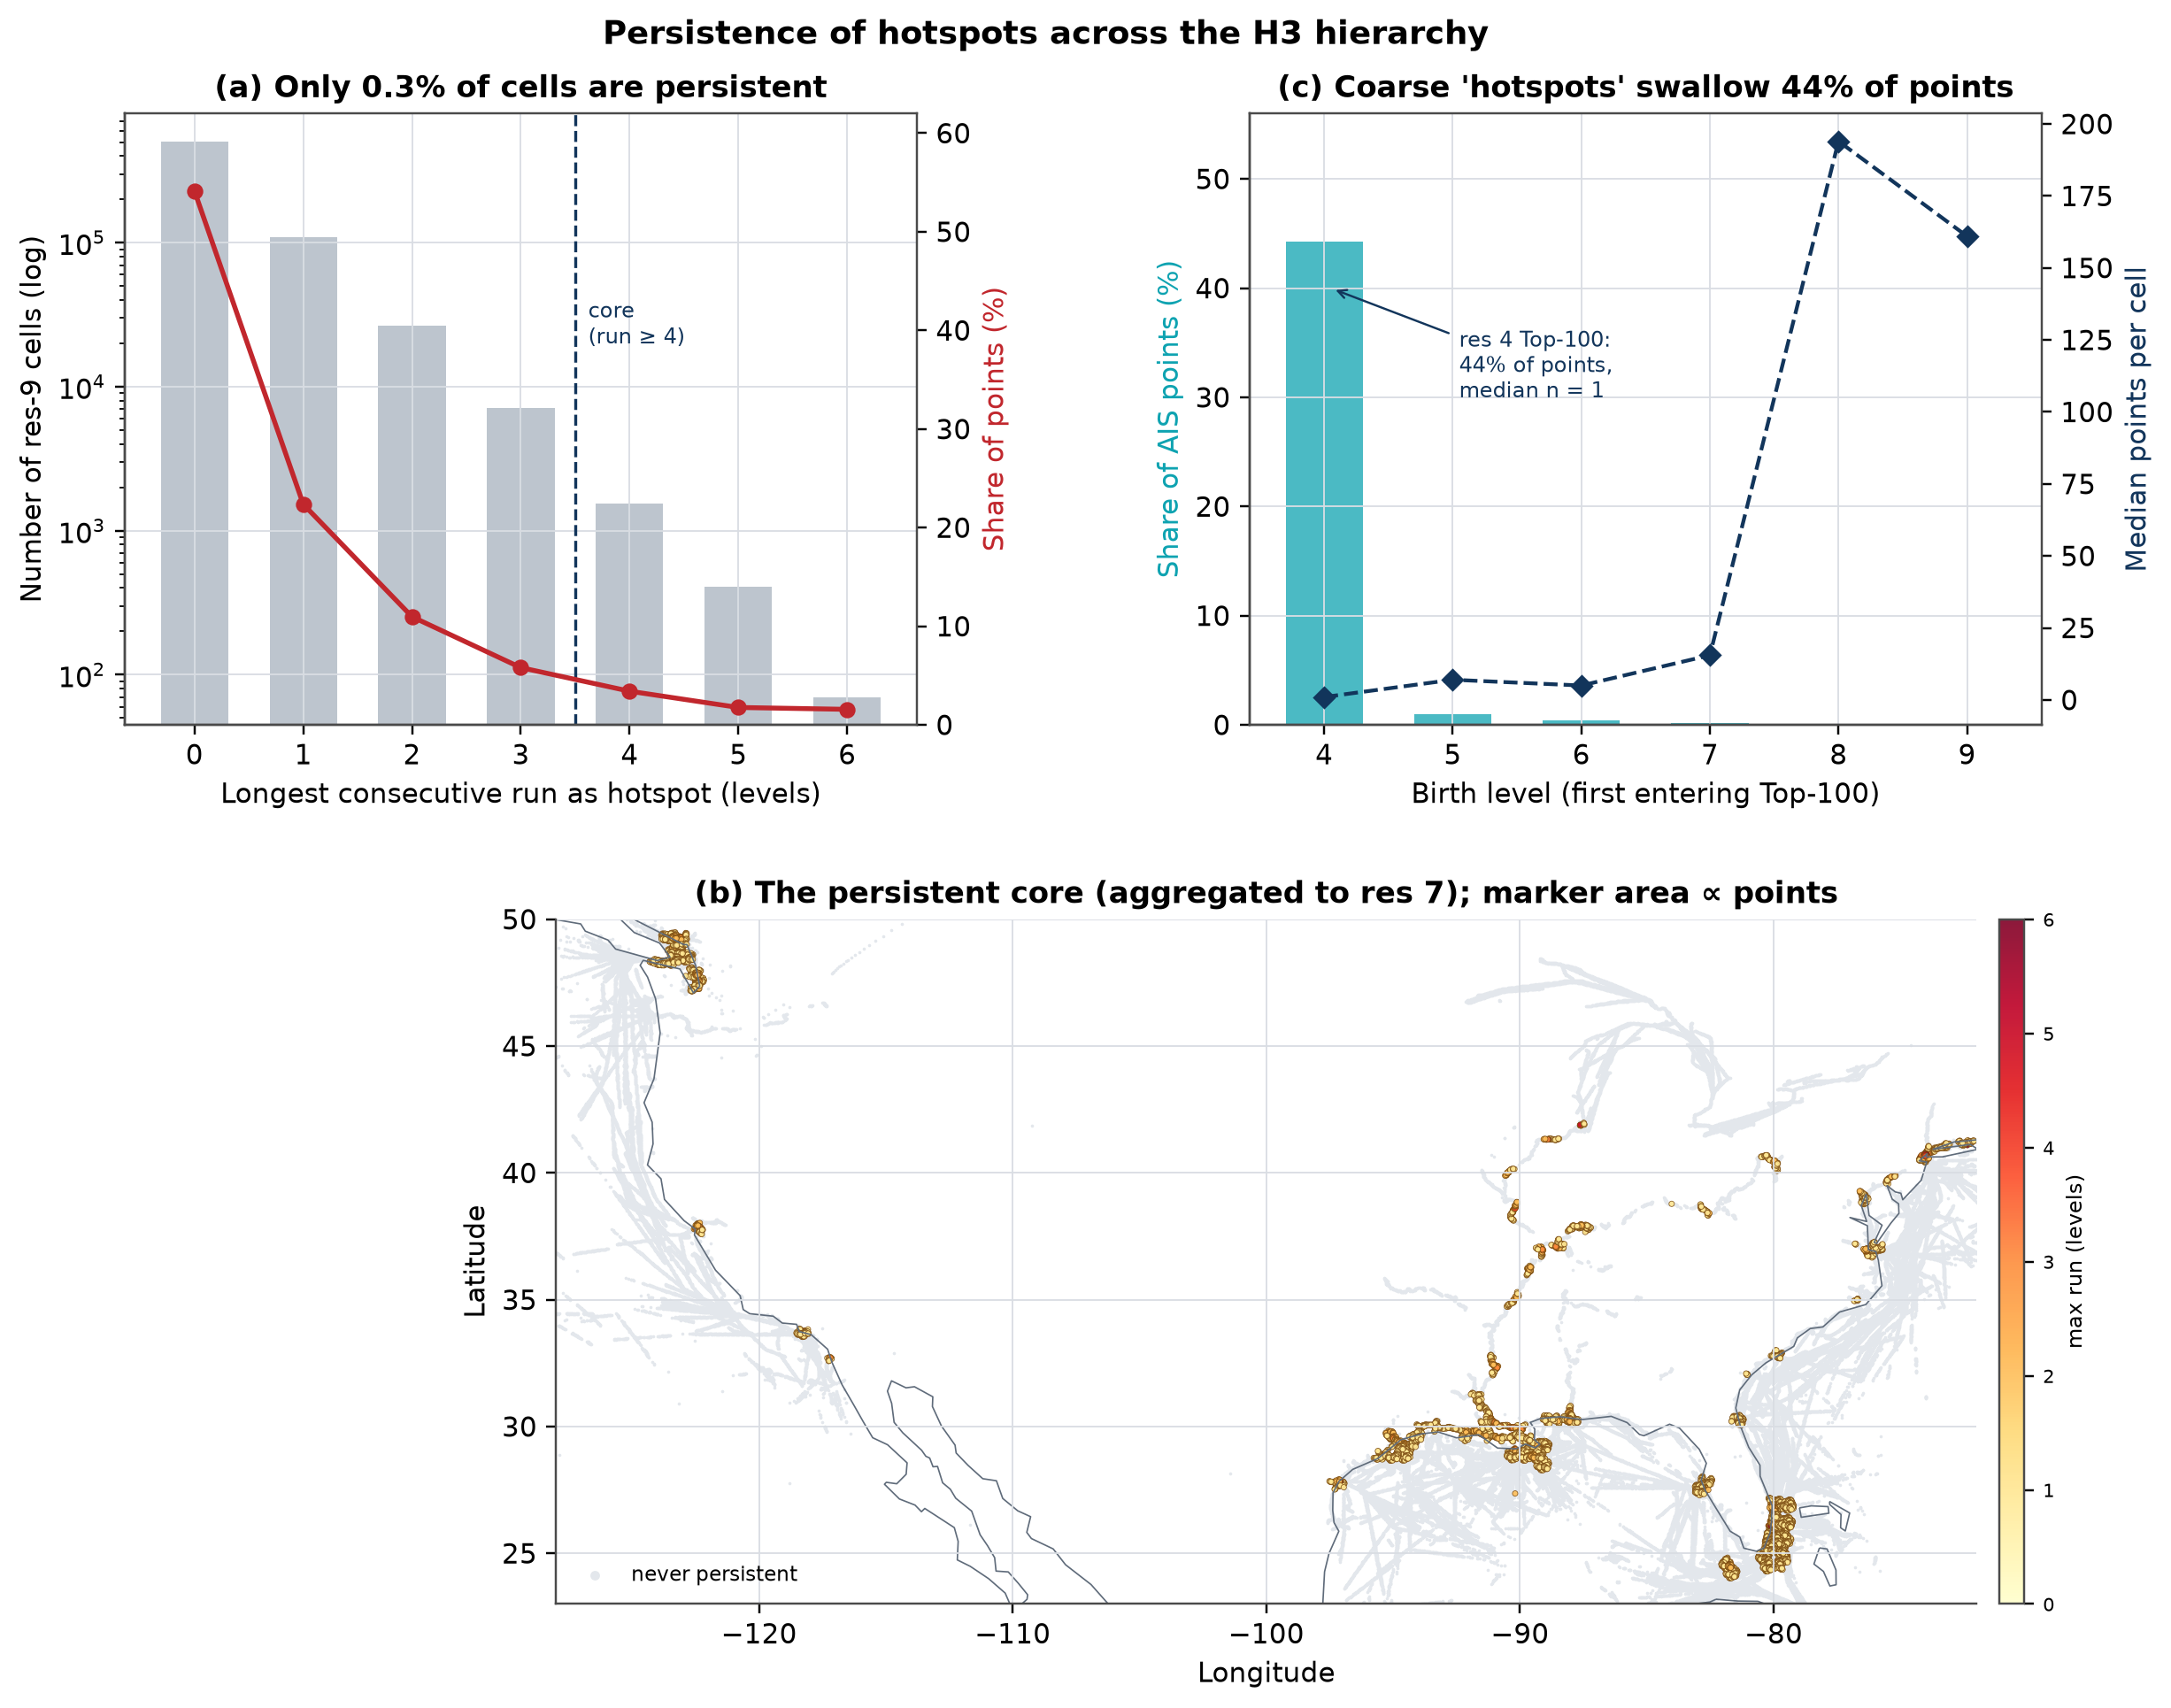 Persistence of hotspots across the H3 hierarchy
(a) Only 0.3% of cells are persistent
Number of res-9 cells (log)
10⁵
10⁴
10³
10²
60
50
40
30
20
10
0
Share of points (%)
core
(run ≥ 4)
0 1 2 3 4 5 6
Longest consecutive run as hotspot (levels)
(c) Coarse 'hotspots' swallow 44% of points
Share of AIS points (%)
50
40
30
20
10
0
200
175
150
125
100
75
50
25
0
Median points per cell
res 4 Top-100:
44% of points,
median n = 1
4 5 6 7 8 9
Birth level (first entering Top-100)
(b) The persistent core (aggregated to res 7); marker area ∝ points
Latitude
50
45
40
35
30
25
never persistent
−120 −110 −100 −90 −80
Longitude
6
5
4
3
2
1
0
max run (levels)